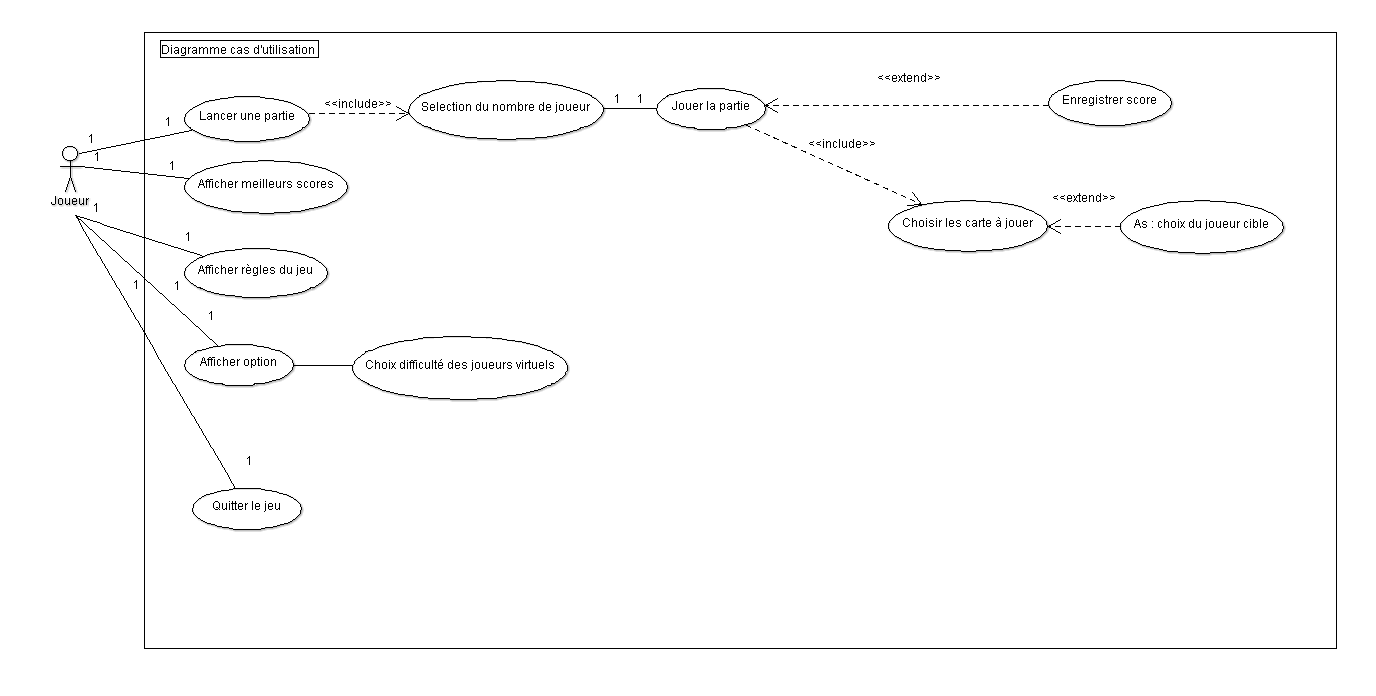 Diagramme cas d'utilisation
<<extend>>
<<include>>
Selection du nombre de joueur
1
1
Jouer la partie
Enregistrer score
Lancer une partie
1
1
<<include>>
1
1
Joueur
Afficher meilleurs scores
1
<<extend>>
Choisir les carte à jouer
As : choix du joueur cible
1
Afficher règles du jeu
1
1
1
Afficher option
Choix difficulté des joueurs virtuels
1
Quitter le jeu